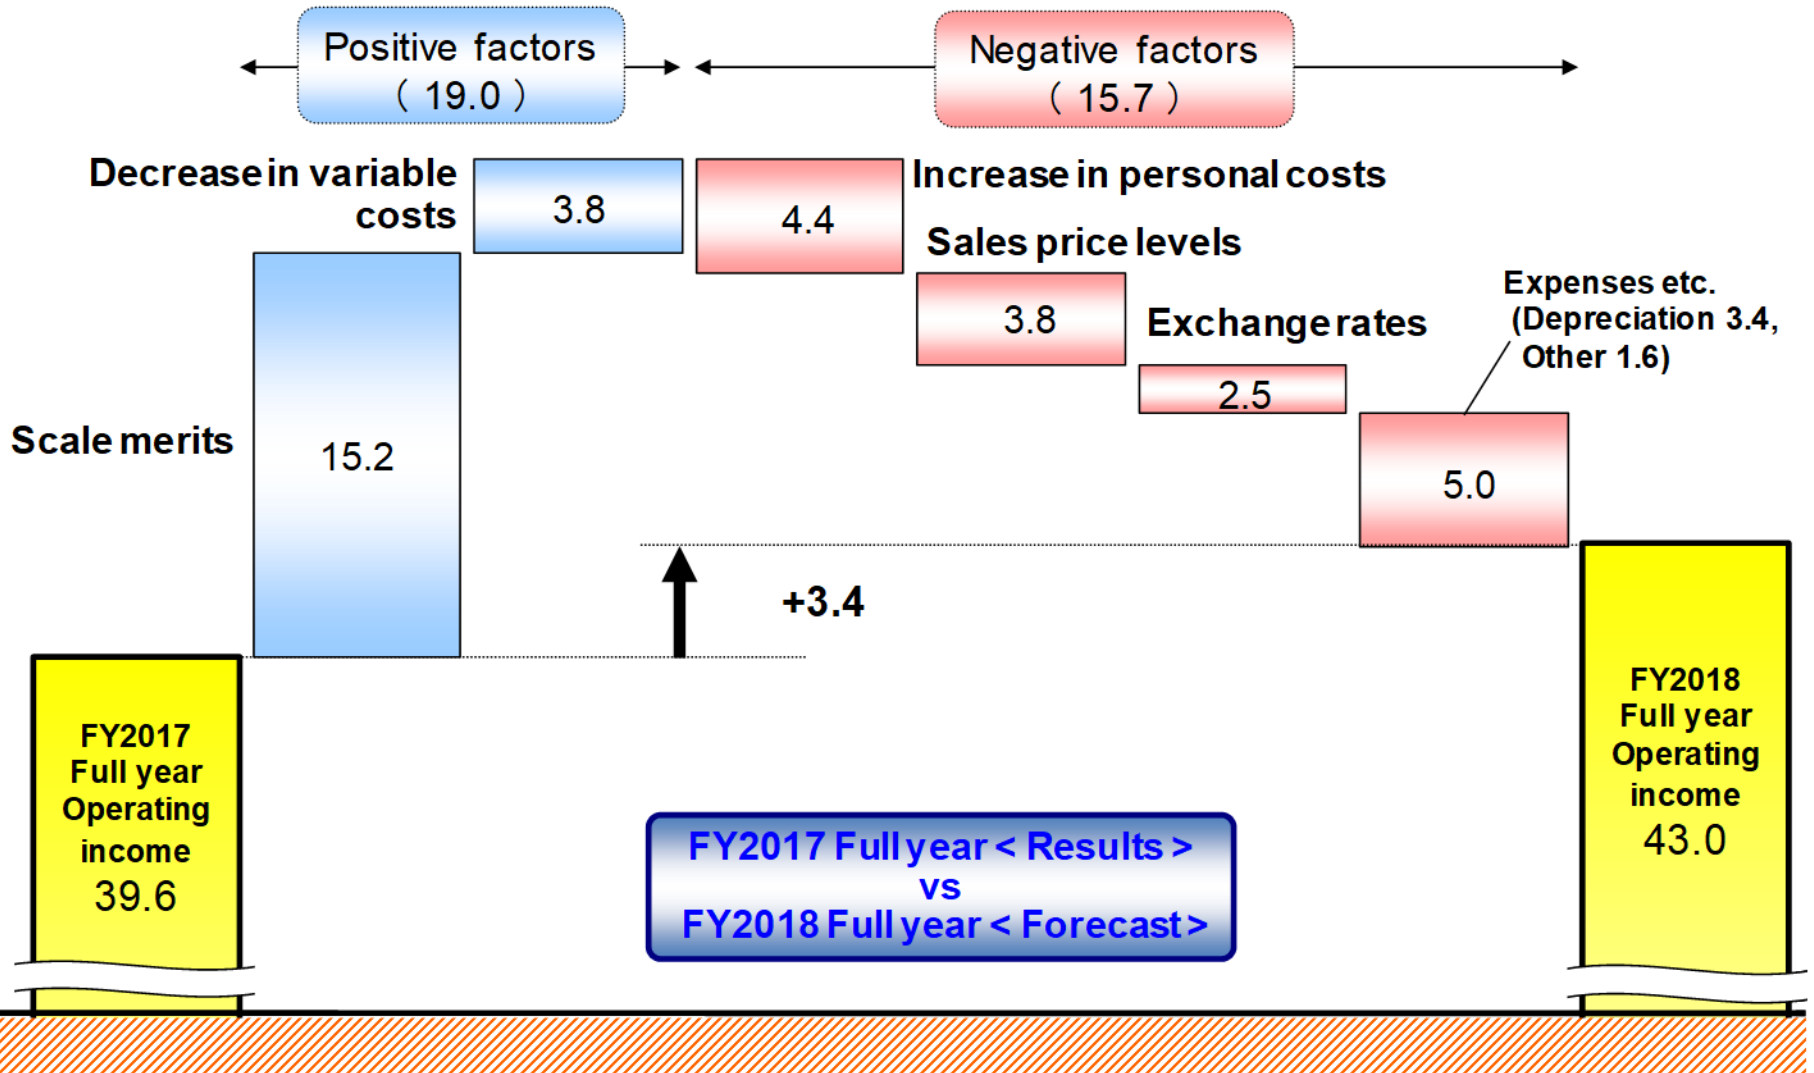 Positive factors
( 19.0 )
Negative factors
( 15.7 )
Decrease in variable
costs
3.8
4.4
Increase in personal costs
Sales price levels
3.8
Exchange rates
2.5
Expenses etc.
(Depreciation 3.4,
Other 1.6)
5.0
Scale merits
15.2
+3.4
FY2017
Full year
Operating
income
39.6
FY2018
Full year
Operating
income
43.0
FY2017 Full year < Results >
vs
FY2018 Full year < Forecast >